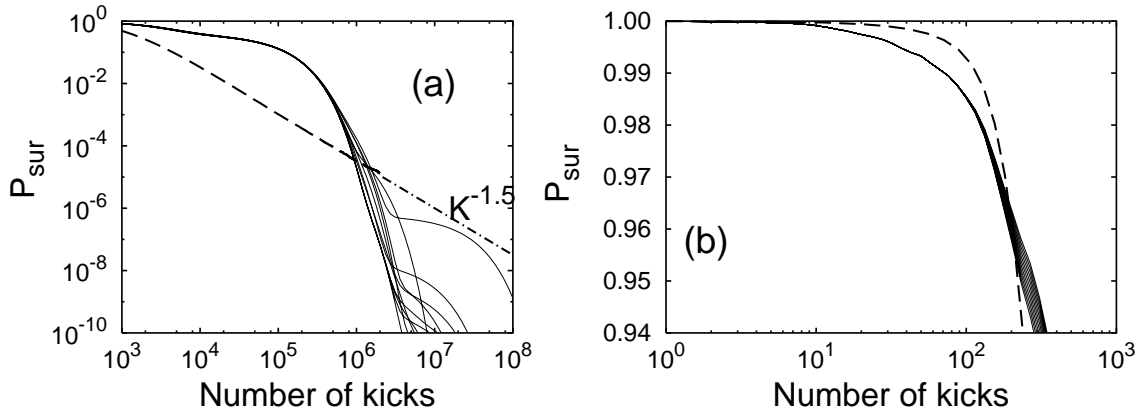 10^0
10^-2
10^-4
10^-6
10^-8
10^-10
P_sur
(a)
K^-1.5
10^3 10^4 10^5 10^6 10^7 10^8
Number of kicks
1.00
0.99
0.98
0.97
0.96
0.95
0.94
P_sur
(b)
10^0 10^1 10^2 10^3
Number of kicks